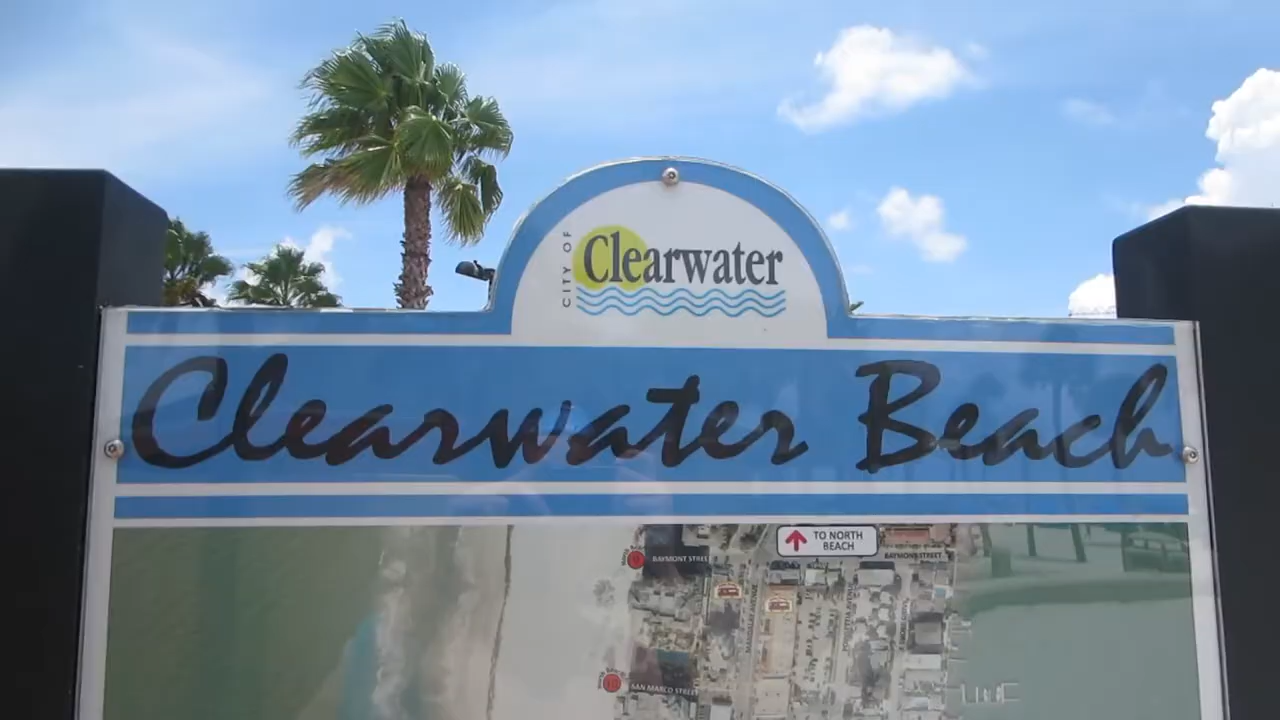 CITY OF
Clearwater
Clearwater Beach
TO NORTH
BEACH
BAYMONT STREET
BAYMONT STREET
SAN MARCO STREET